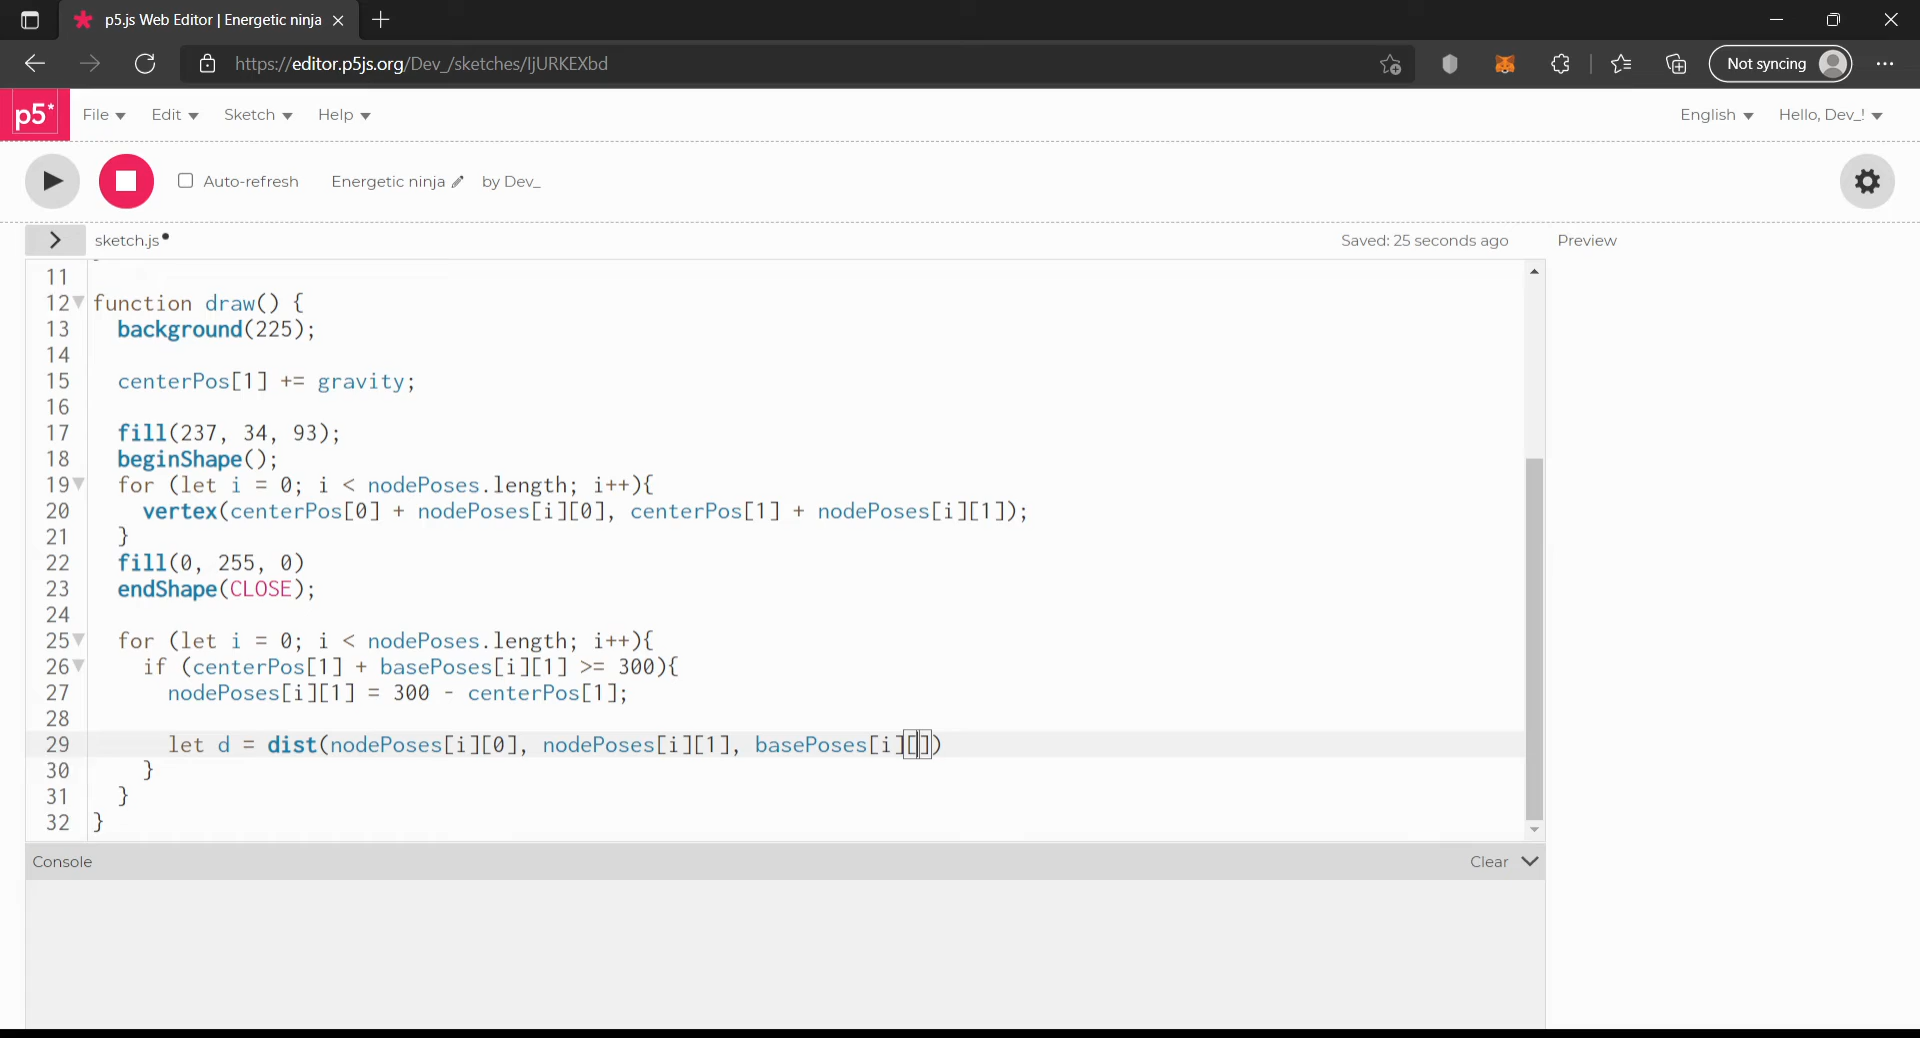 p5.js Web Editor | Energetic ninja
https://editor.p5js.org/Dev_/sketches/IjURKEXbd
Not syncing
p5*
File Edit Sketch Help English Hello, Dev_!
Auto-refresh Energetic ninja by Dev_
sketch.js Saved: 25 seconds ago Preview
11
12 function draw() {
13 background(225);
14
15 centerPos[1] += gravity;
16
17 fill(237, 34, 93);
18 beginShape();
19 for (let i = 0; i < nodePoses.length; i++){
20 vertex(centerPos[0] + nodePoses[i][0], centerPos[1] + nodePoses[i][1]);
21 }
22 fill(0, 255, 0)
23 endShape(CLOSE);
24
25 for (let i = 0; i < nodePoses.length; i++){
26 if (centerPos[1] + basePoses[i][1] >= 300){
27 nodePoses[i][1] = 300 - centerPos[1];
28
29 let d = dist(nodePoses[i][0], nodePoses[i][1], basePoses[i][])
30 }
31 }
32 }
Console Clear